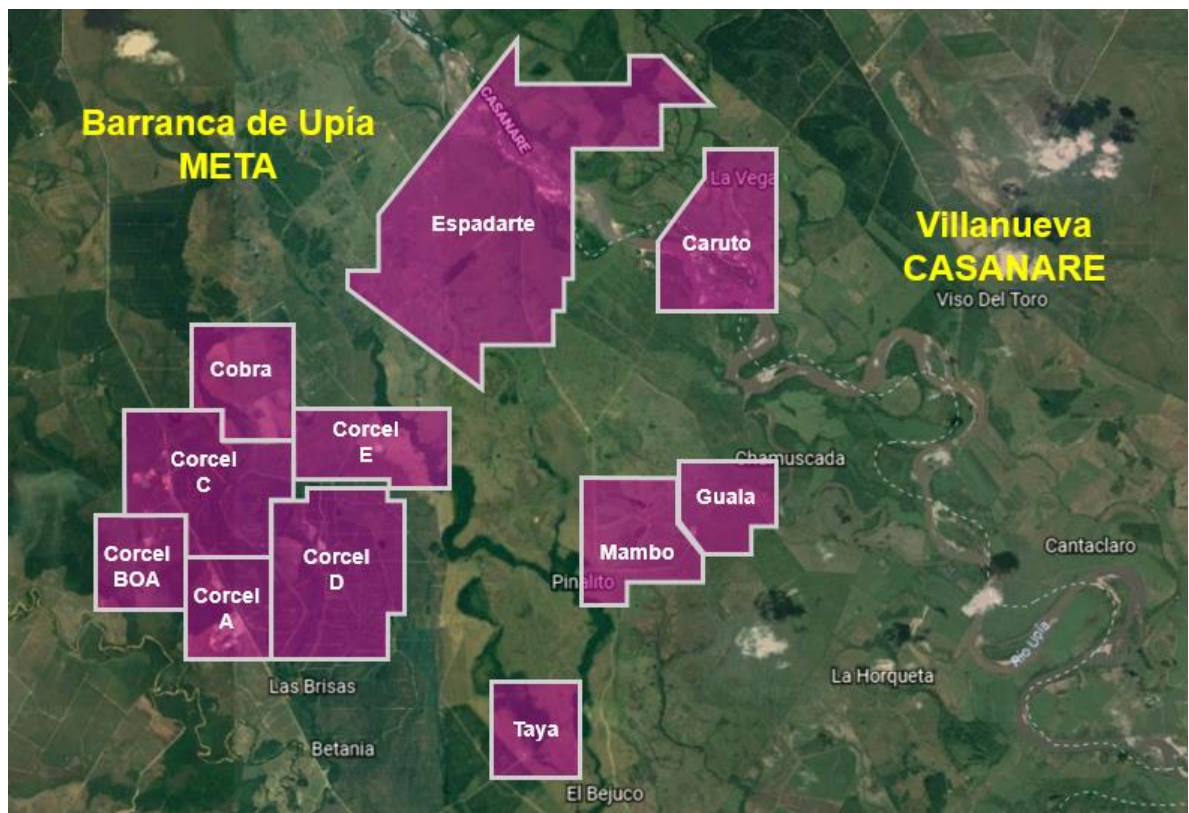 Barranca de Upía
META
CASANARE
Espadarte
La Vega
Caruto
Villanueva
CASANARE
Viso Del Toro
Cobra
Corcel
E
Corcel
C
Chamuscada
Guala
Mambo
Corcel
BOA
Corcel
D
Corcel
A
Pinalito
Cantaclaro
Río Upía
La Horqueta
Las Brisas
Taya
Betania
El Bejuco